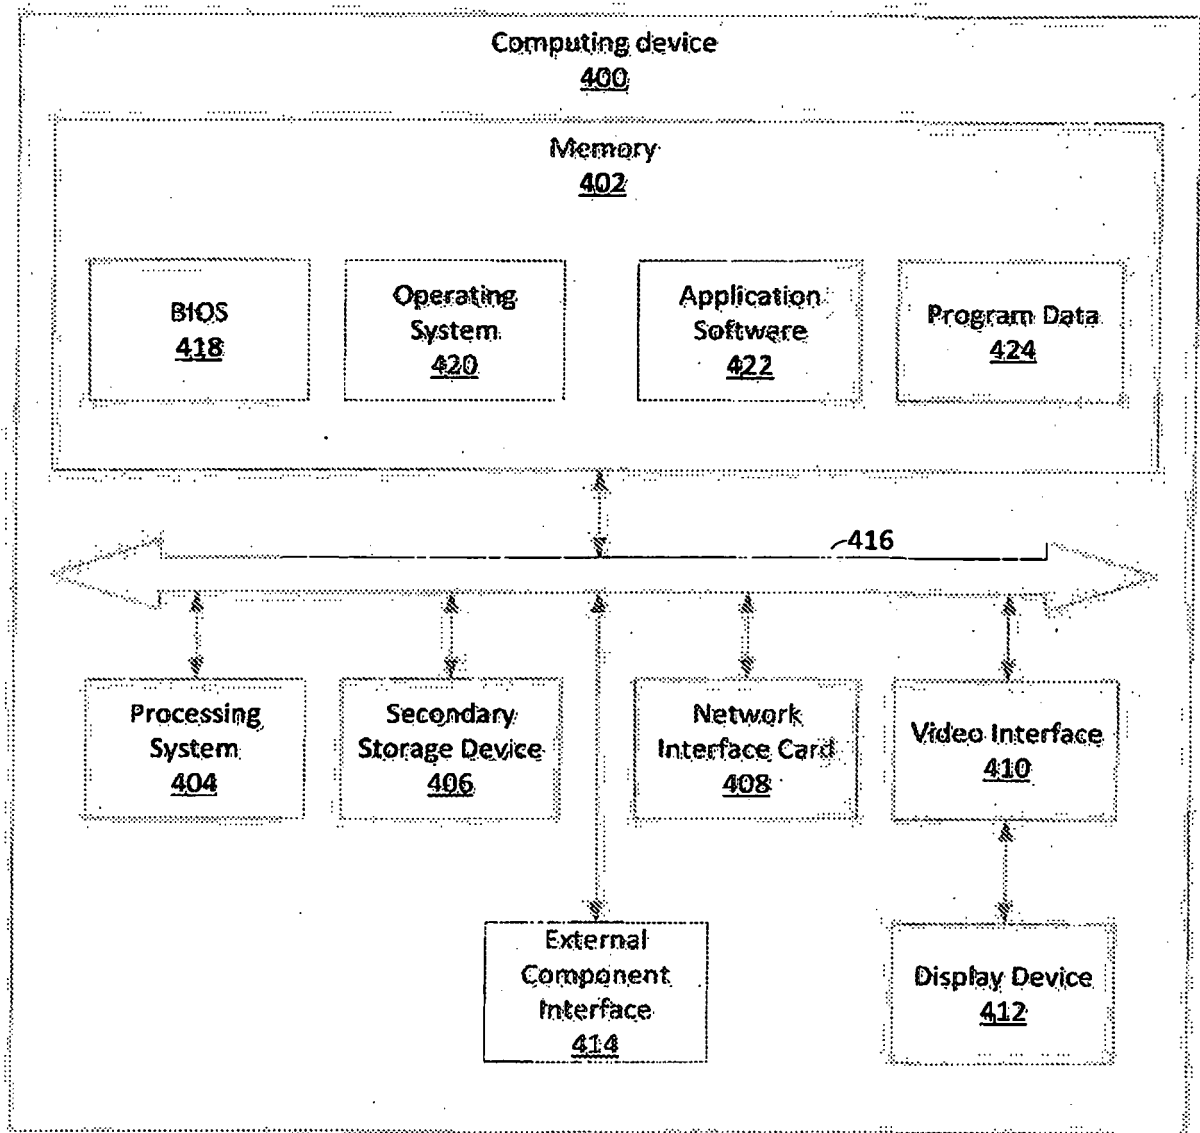 Computing device
400
Memory
402
BIOS
418
Operating
System
420
Application
Software
422
Program Data
424
416
Processing
System
404
Secondary
Storage Device
406
Network
Interface Card
408
Video Interface
410
External
Component
Interface
414
Display Device
412